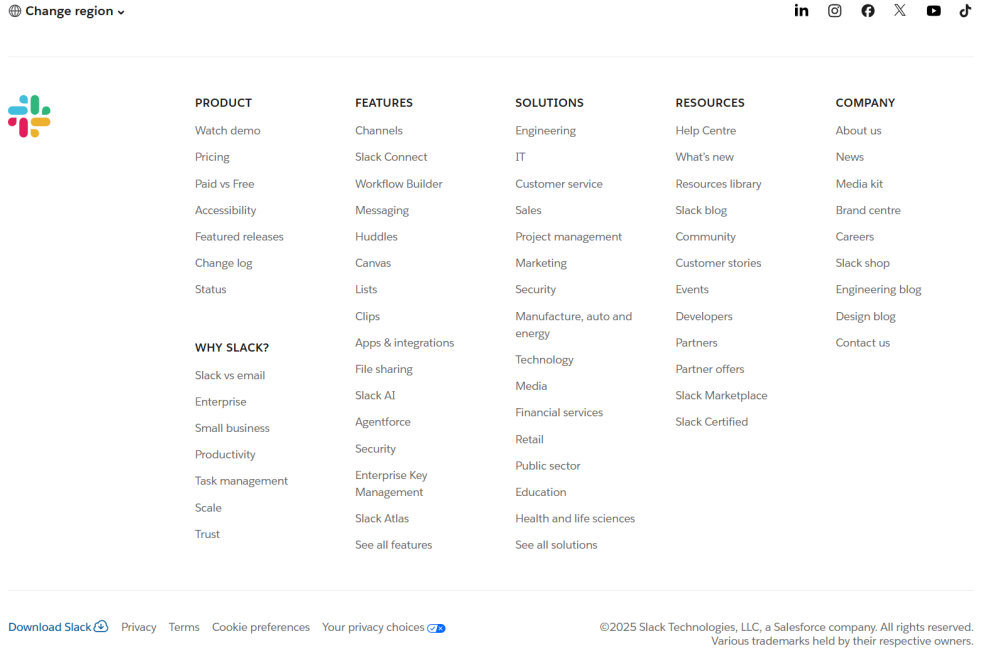 Change region
PRODUCT
Watch demo
Pricing
Paid vs Free
Accessibility
Featured releases
Change log
Status
WHY SLACK?
Slack vs email
Enterprise
Small business
Productivity
Task management
Scale
Trust
FEATURES
Channels
Slack Connect
Workflow Builder
Messaging
Huddles
Canvas
Lists
Clips
Apps & integrations
File sharing
Slack AI
Agentforce
Security
Enterprise Key
Management
Slack Atlas
See all features
SOLUTIONS
Engineering
IT
Customer service
Sales
Project management
Marketing
Security
Manufacture, auto and
energy
Technology
Media
Financial services
Retail
Public sector
Education
Health and life sciences
See all solutions
RESOURCES
Help Centre
What's new
Resources library
Slack blog
Community
Customer stories
Events
Developers
Partners
Partner offers
Slack Marketplace
Slack Certified
COMPANY
About us
News
Media kit
Brand centre
Careers
Slack shop
Engineering blog
Design blog
Contact us
Download Slack Privacy Terms Cookie preferences Your privacy choices
©2025 Slack Technologies, LLC, a Salesforce company. All rights reserved.
Various trademarks held by their respective owners.